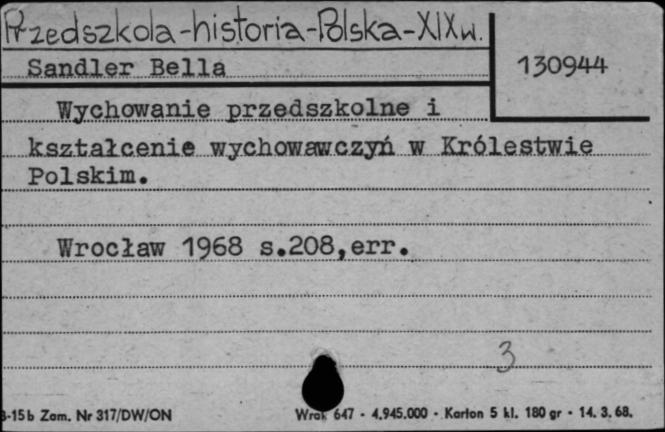 Przedszkola-historia-Polska-XIXw.
Sandler Bella
130944
Wychowanie przedszkolne i
kształcenie wychowawczyń w Królestwie
Polskim.
Wrocław 1968 s.208,err.
3
B-15b Zam. Nr 317/DW/ON
Wrak 647 - 4.945.000 - Karton 5 kl. 180 gr - 14.3.68.